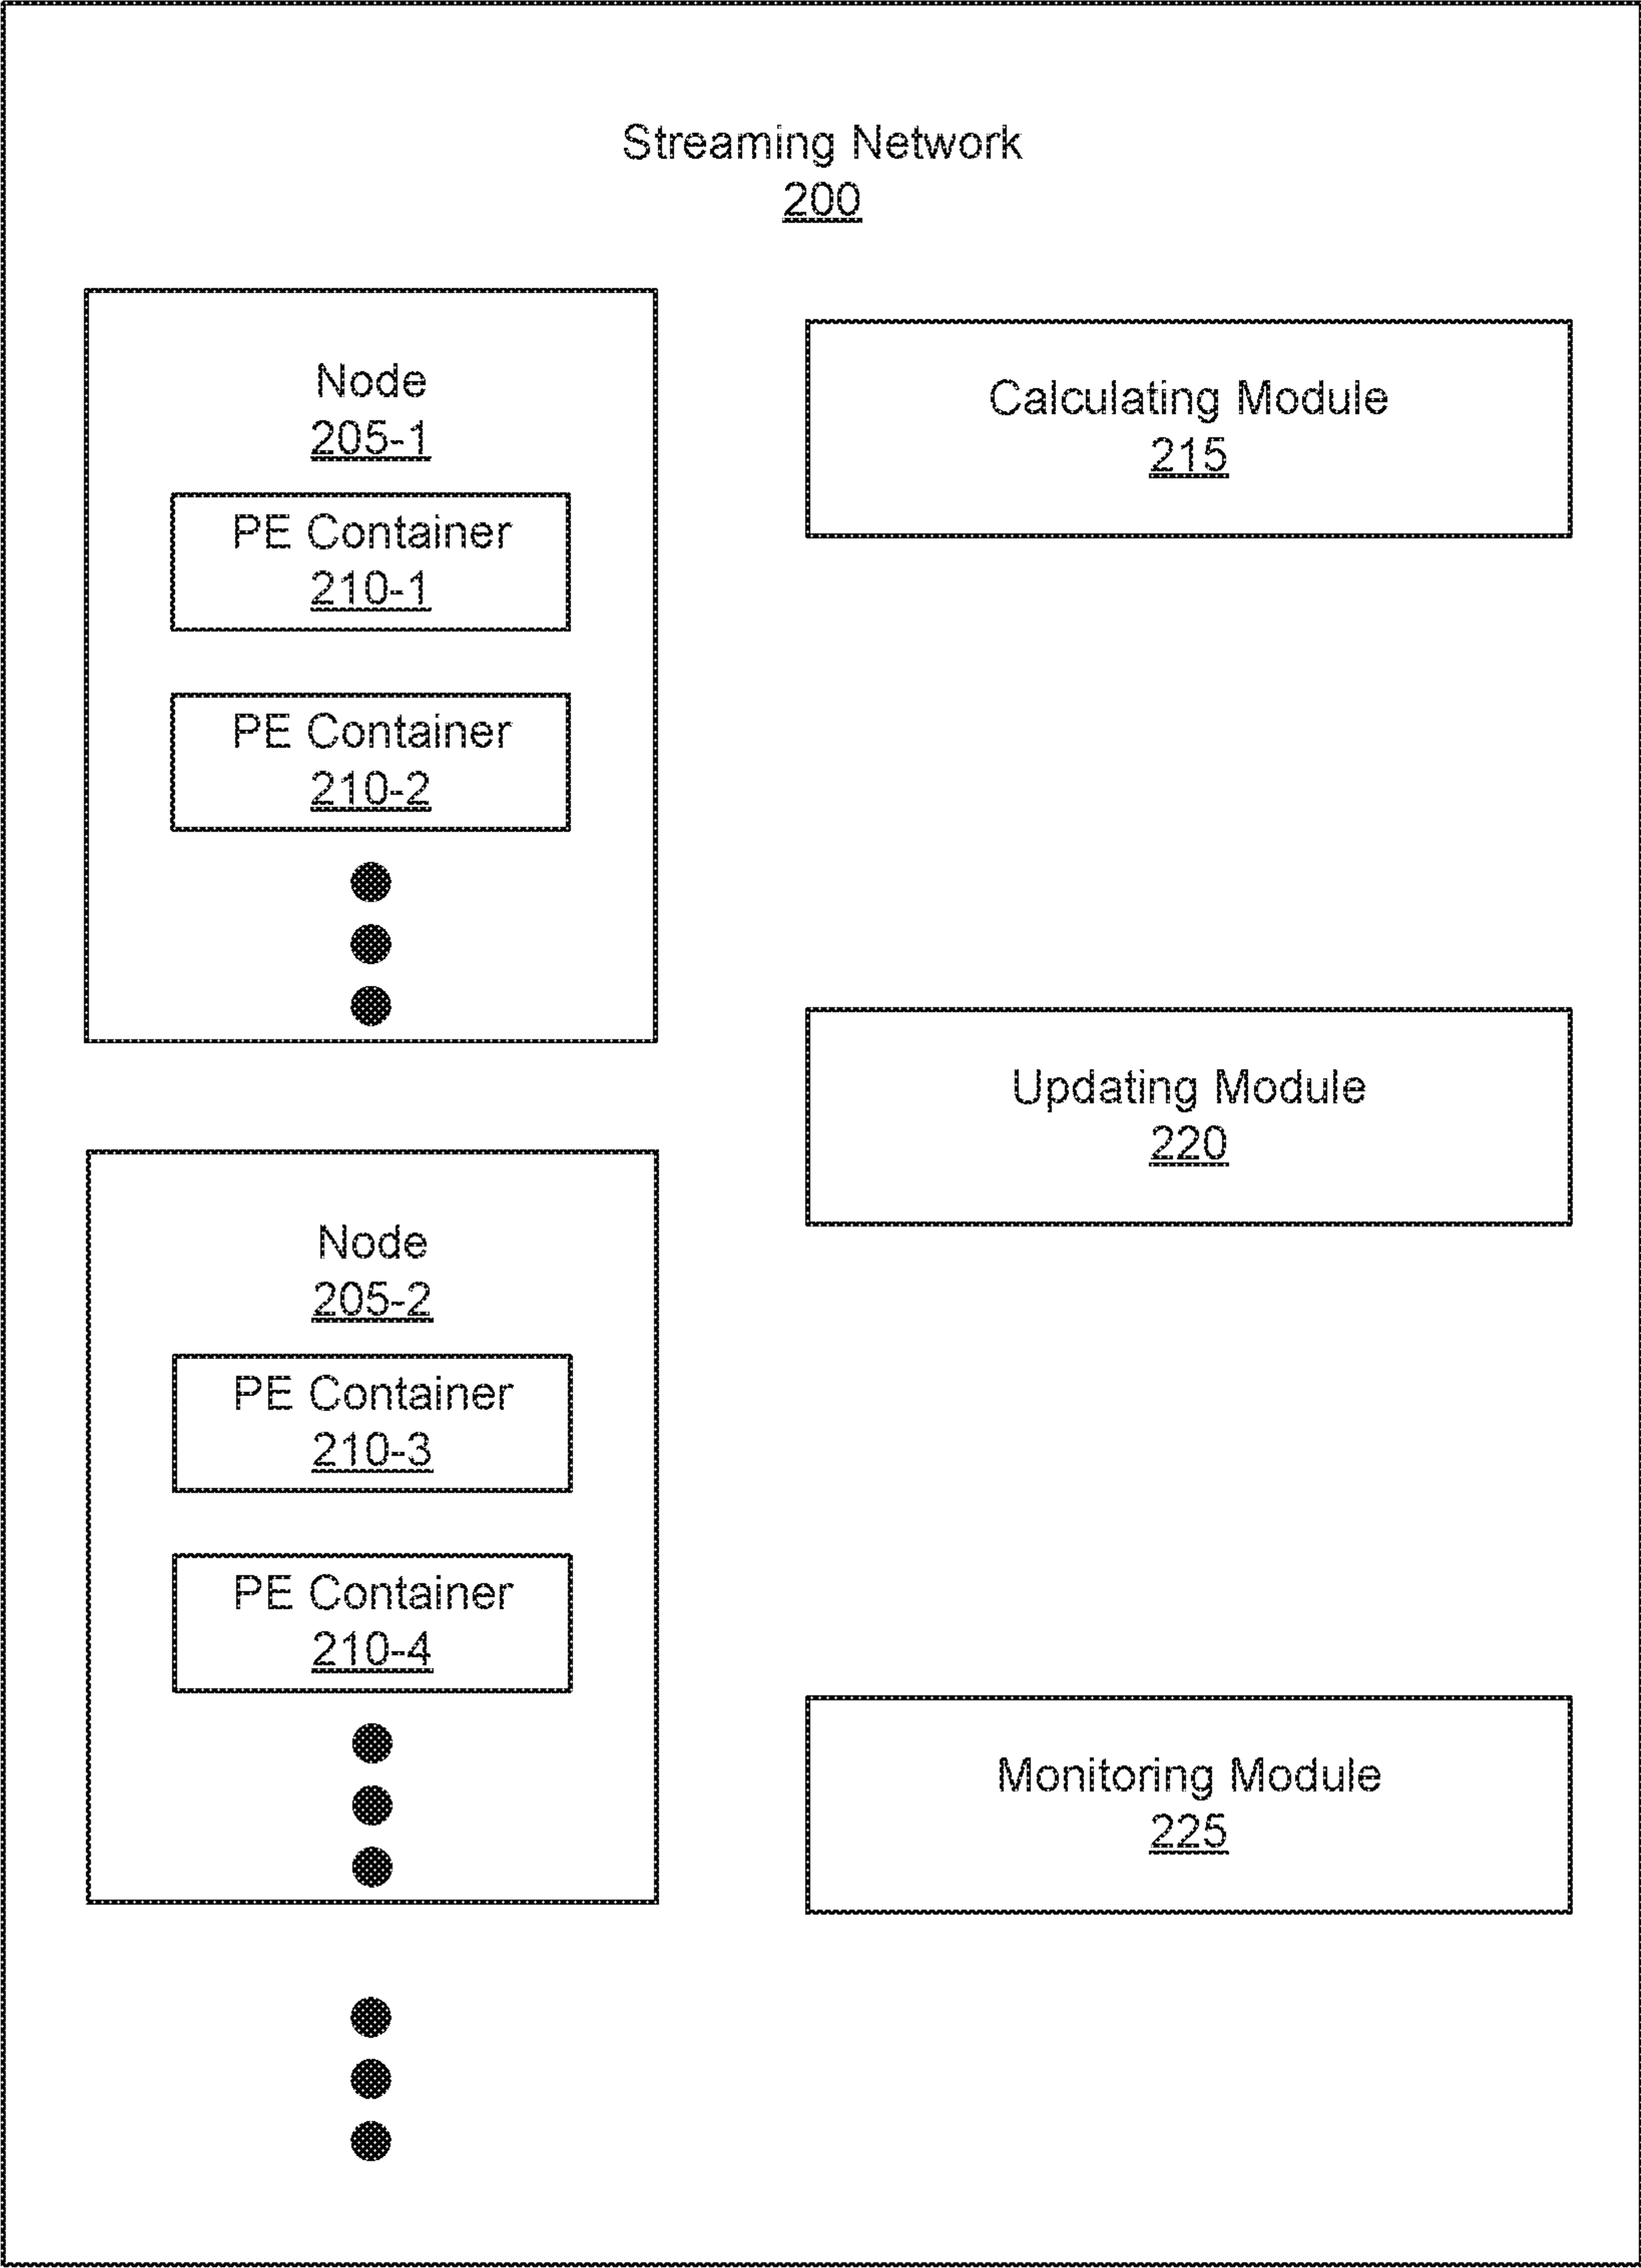 Streaming Network
200
Node
205-1
PE Container
210-1
PE Container
210-2
Calculating Module
215
Updating Module
220
Node
205-2
PE Container
210-3
PE Container
210-4
Monitoring Module
225